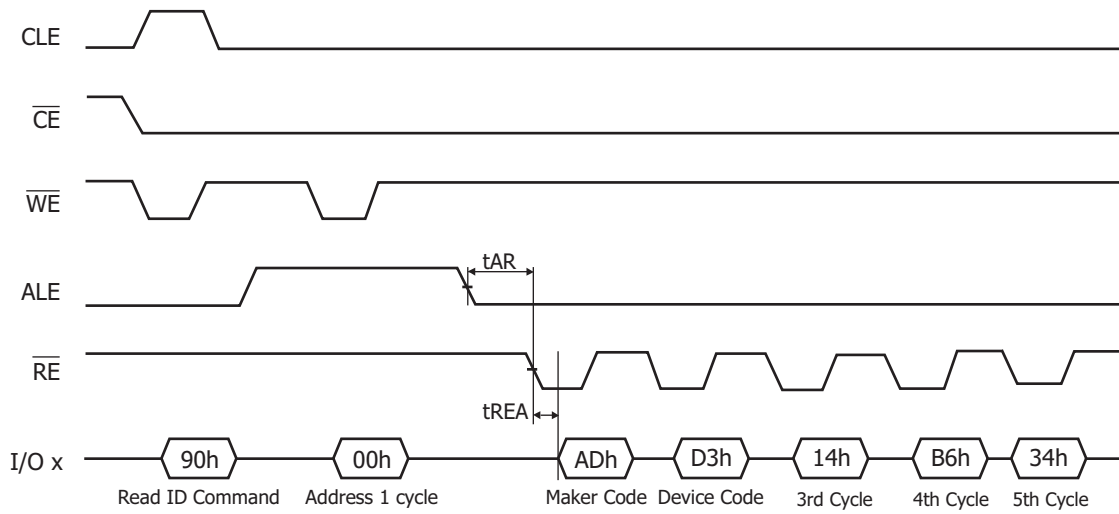 CLE
CE
WE
ALE
tAR
RE
tREA
I/O x
90h 00h ADh D3h 14h B6h 34h
Read ID Command Address 1 cycle Maker Code Device Code 3rd Cycle 4th Cycle 5th Cycle